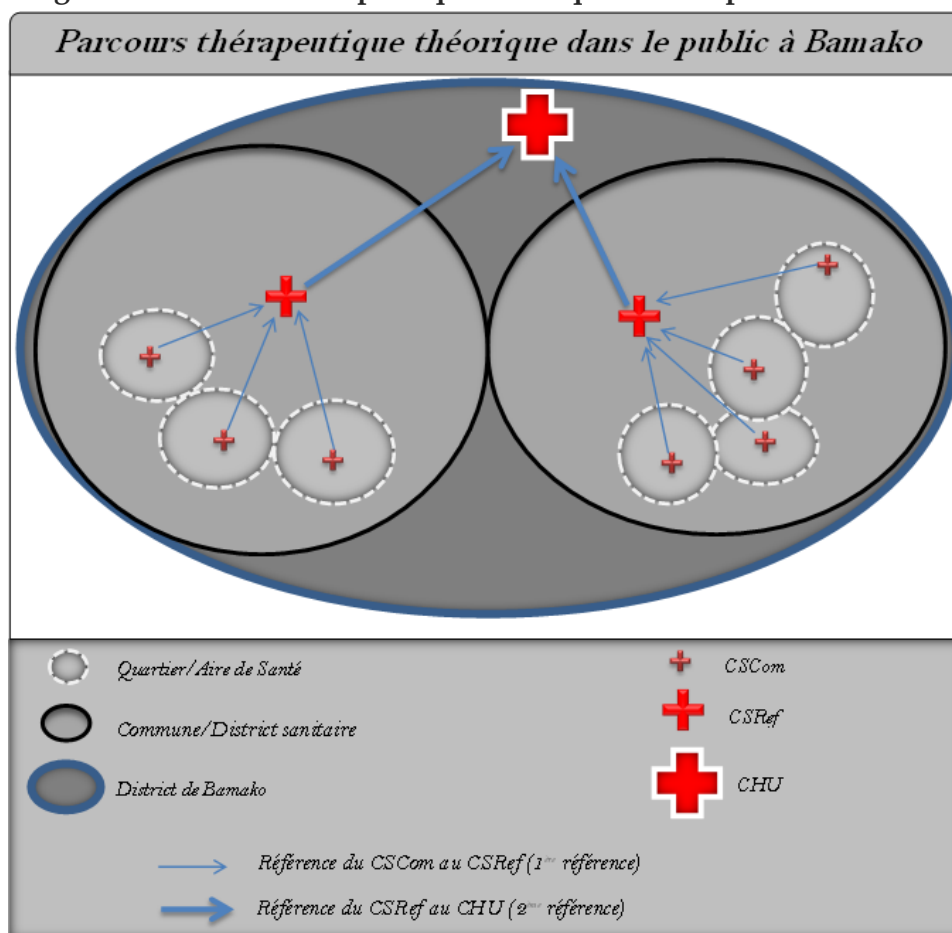 Parcours thérapeutique théorique dans le public à Bamako
Quartier/Aire de Santé
CSCom
Commune/District sanitaire
CSRef
District de Bamako
CHU
Référence du CSCom au CSRef (1ère référence)
Référence du CSRef au CHU (2ème référence)